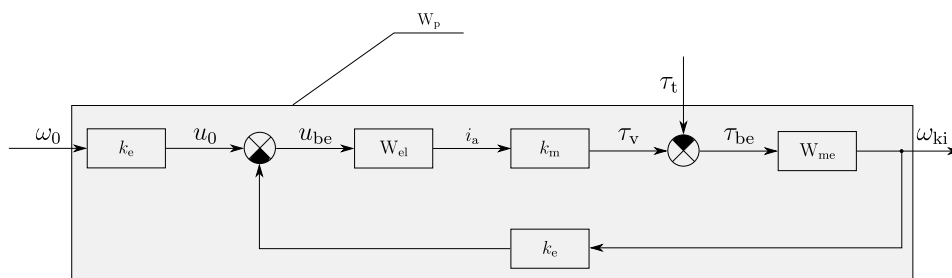 W_p
τ_t
ω_0
k_e
u_0
u_be
W_el
i_a
k_m
τ_v
τ_be
W_me
ω_ki
k_e